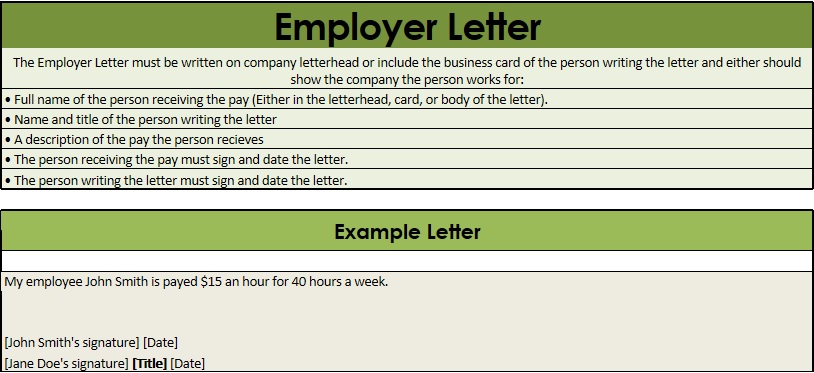 Employer Letter
The Employer Letter must be written on company letterhead or include the business card of the person writing the letter and either should
show the company the person works for:
• Full name of the person receiving the pay (Either in the letterhead, card, or body of the letter).
• Name and title of the person writing the letter
• A description of the pay the person recieves
• The person receiving the pay must sign and date the letter.
• The person writing the letter must sign and date the letter.
Example Letter
My employee John Smith is payed $15 an hour for 40 hours a week.
[John Smith's signature] [Date]
[Jane Doe's signature] [Title] [Date]